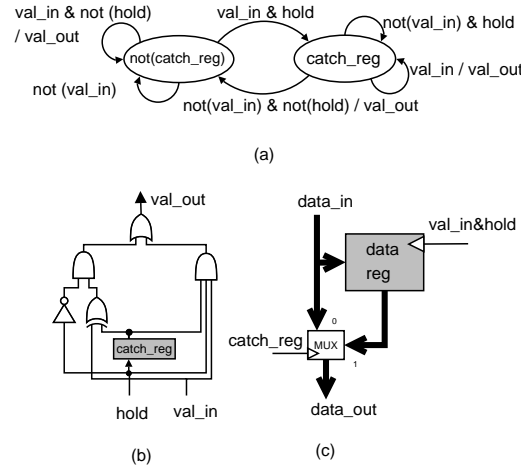 val_in & not (hold)
/ val_out
val_in & hold
not(val_in) & hold
not(catch_reg)
catch_reg
val_in / val_out
not (val_in)
not(val_in) & not(hold) / val_out
(a)
val_out
catch_reg
hold
val_in
(b)
data_in
val_in&hold
data
reg
0
catch_reg
MUX
1
data_out
(c)